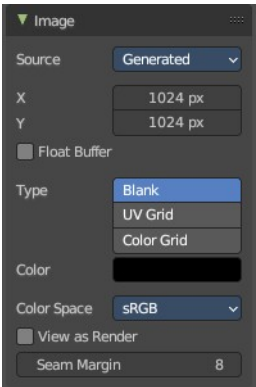 Image
Source Generated
X 1024 px
Y 1024 px
Float Buffer
Type Blank
UV Grid
Color Grid
Color
Color Space sRGB
View as Render
Seam Margin 8